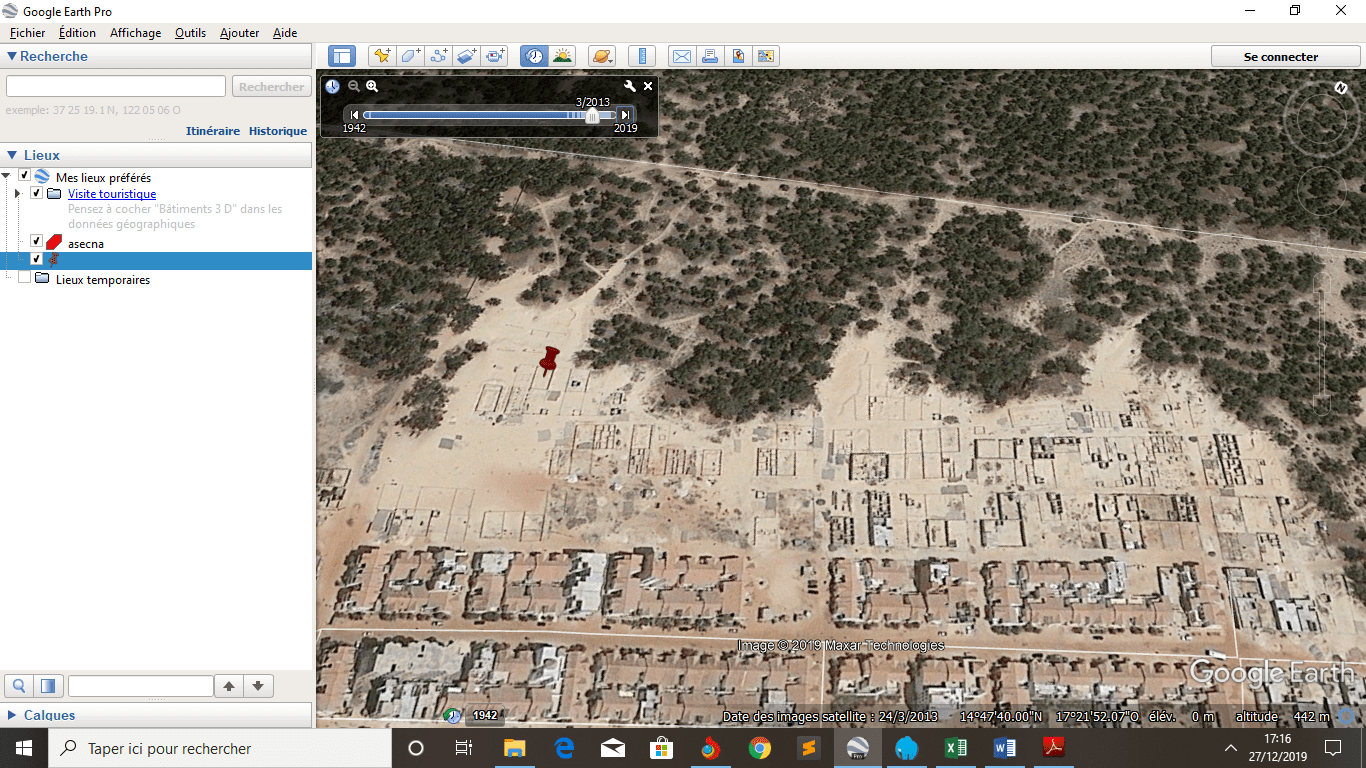 Google Earth Pro
Fichier Édition Affichage Outils Ajouter Aide
Recherche
Rechercher
exemple: 37 25 19.1 N, 122 05 06 O
Itinéraire Historique
Lieux
Mes lieux préférés
Visite touristique
Pensez à cocher "Bâtiments 3 D" dans les
données géographiques
asecna
Lieux temporaires
Calques
Se connecter
N
3/2013
1942 2019
Image © 2019 Maxar Technologies
Google Earth
1942
Date des images satellite : 24/3/2013 14°47'40.00"N 17°21'52.07"O élév. 0 m altitude 442 m
Taper ici pour rechercher
Pro
17:16
27/12/2019